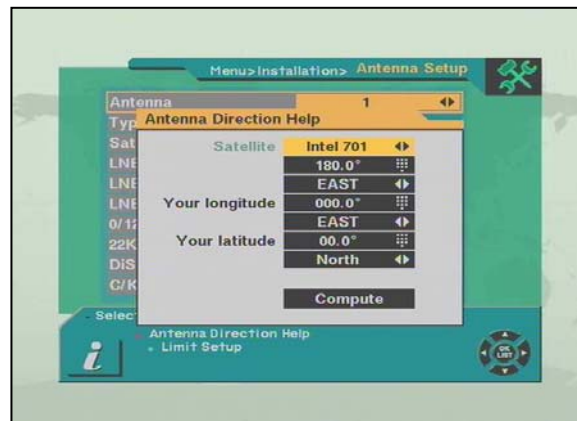 Menu>Installation> Antenna Setup
Antenna 1
Antenna Direction Help
Satellite Intel 701
180.0°
EAST
Your longitude 000.0°
EAST
Your latitude 00.0°
North
Compute
Typ
Sat
LNE
LNE
LNE
0/12
22K
DiS
C/K
- Selec
Antenna Direction Help
Limit Setup
i
OK
LIST